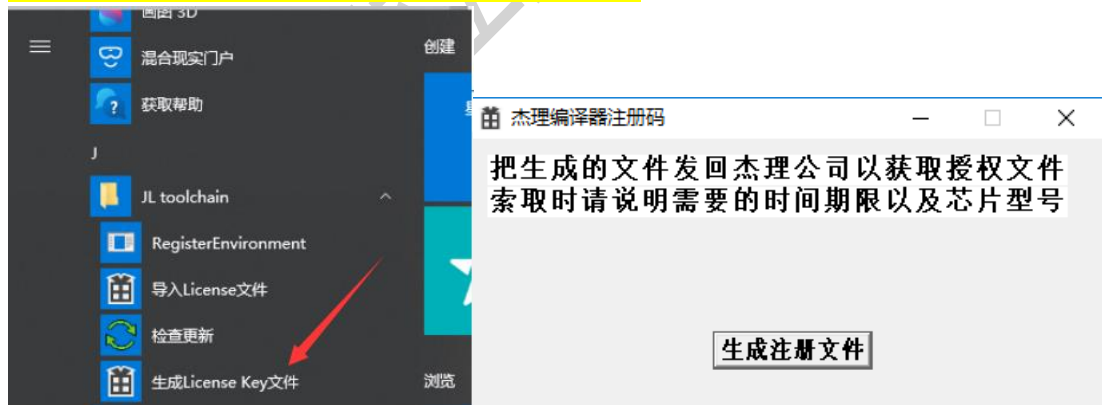 画图 3D
混合现实门户
获取帮助
J
JL toolchain
RegisterEnvironment
导入License文件
检查更新
生成License Key文件
创建
浏览
杰理编译器注册码
把生成的文件发回杰理公司以获取授权文件
索取时请说明需要的时间期限以及芯片型号
生成注册文件